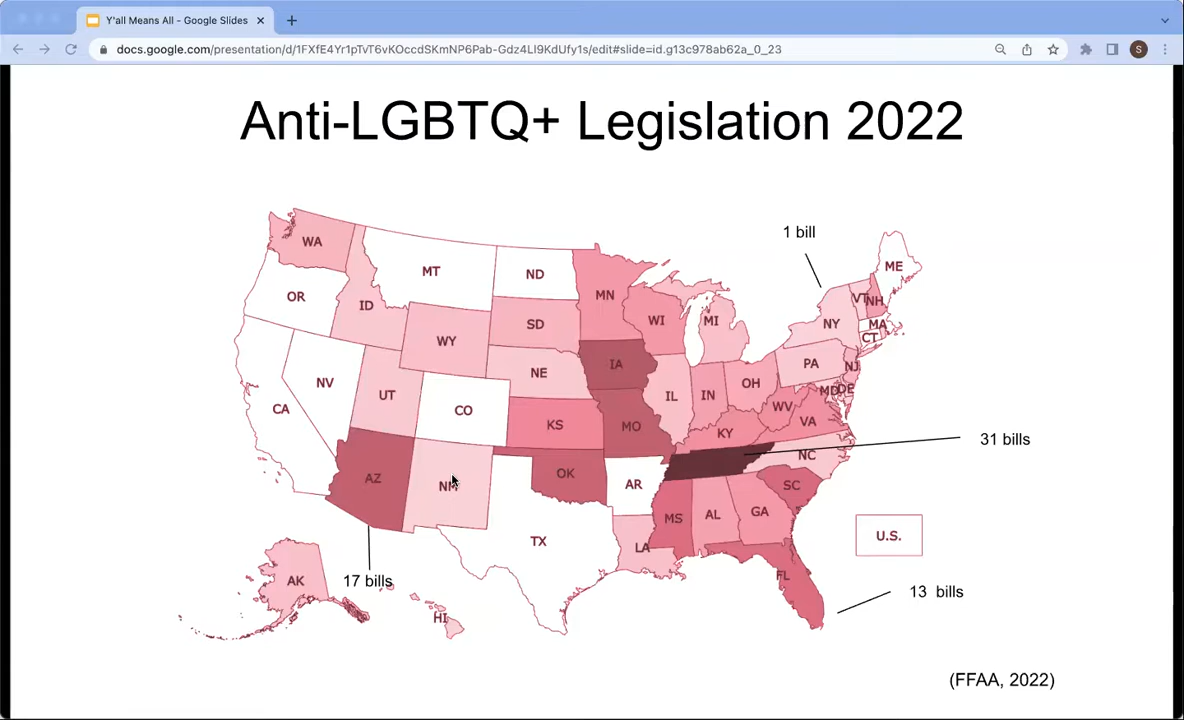 Y'all Means All - Google Slides
docs.google.com/presentation/d/1FXfE4Yr1pTvT6vKOccdSKmNP6Pab-Gdz4LI9KdUfy1s/edit#slide=id.g13c978ab62a_0_23
S
Anti-LGBTQ+ Legislation 2022
1 bill
WA
MT
ND
ME
OR
ID
MN
VT
NH
SD
WI
MI
NY
MA
CT
WY
IA
PA
NJ
NE
NV
UT
CO
IL
IN
OH
MD
DE
CA
KS
MO
WV
VA
KY
31 bills
NC
AZ
NM
OK
AR
SC
MS
AL
GA
TX
LA
U.S.
FL
AK
17 bills
13 bills
HI
(FFAA, 2022)